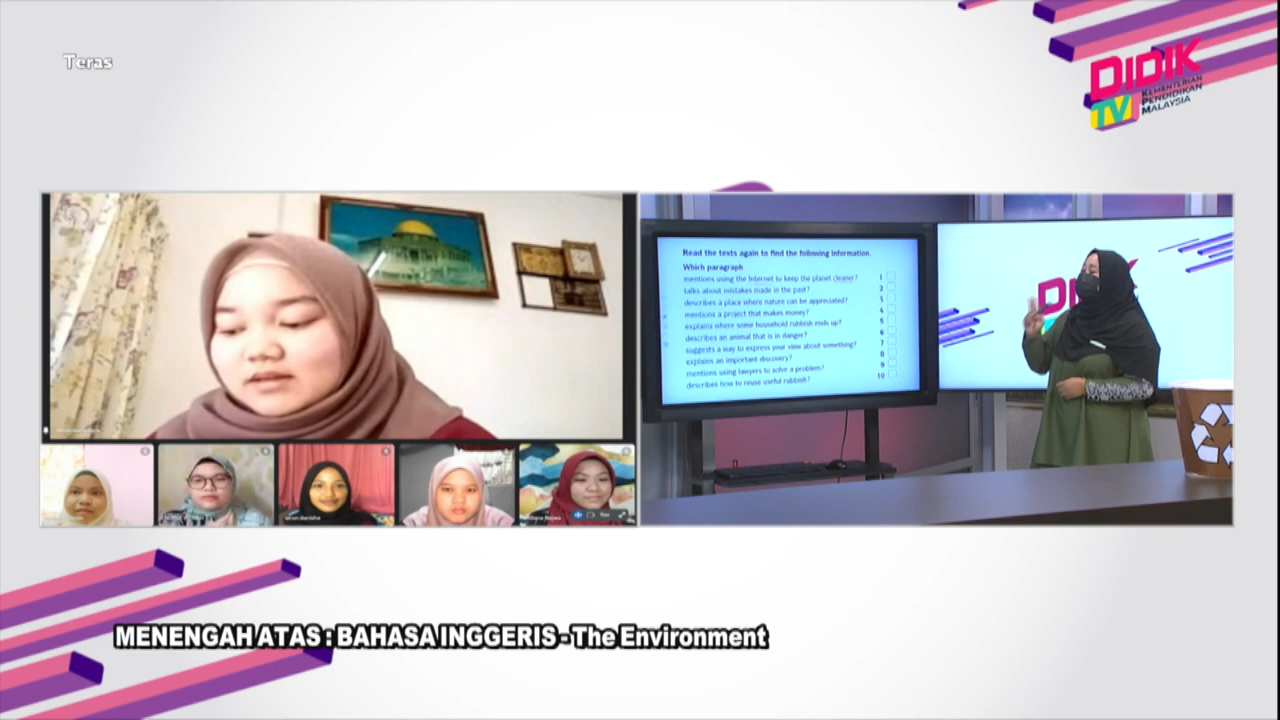 Teras
DIDIK
TV
KEMENTERIAN
PENDIDIKAN
MALAYSIA
Read the texts again to find the following information.
Which paragraph
mentions using the Internet to keep the planet cleaner? 1
talks about mistakes made in the past? 2
describes a place where nature can be appreciated? 3
mentions a project that makes money? 4
explains where some household rubbish ends up? 5
describes an animal that is in danger? 6
suggests a way to express your view about something? 7
explains an important discovery? 8
mentions using lawyers to solve a problem? 9
describes how to reuse useful rubbish? 10
You
MENENGAH ATAS : BAHASA INGGERIS - The Environment